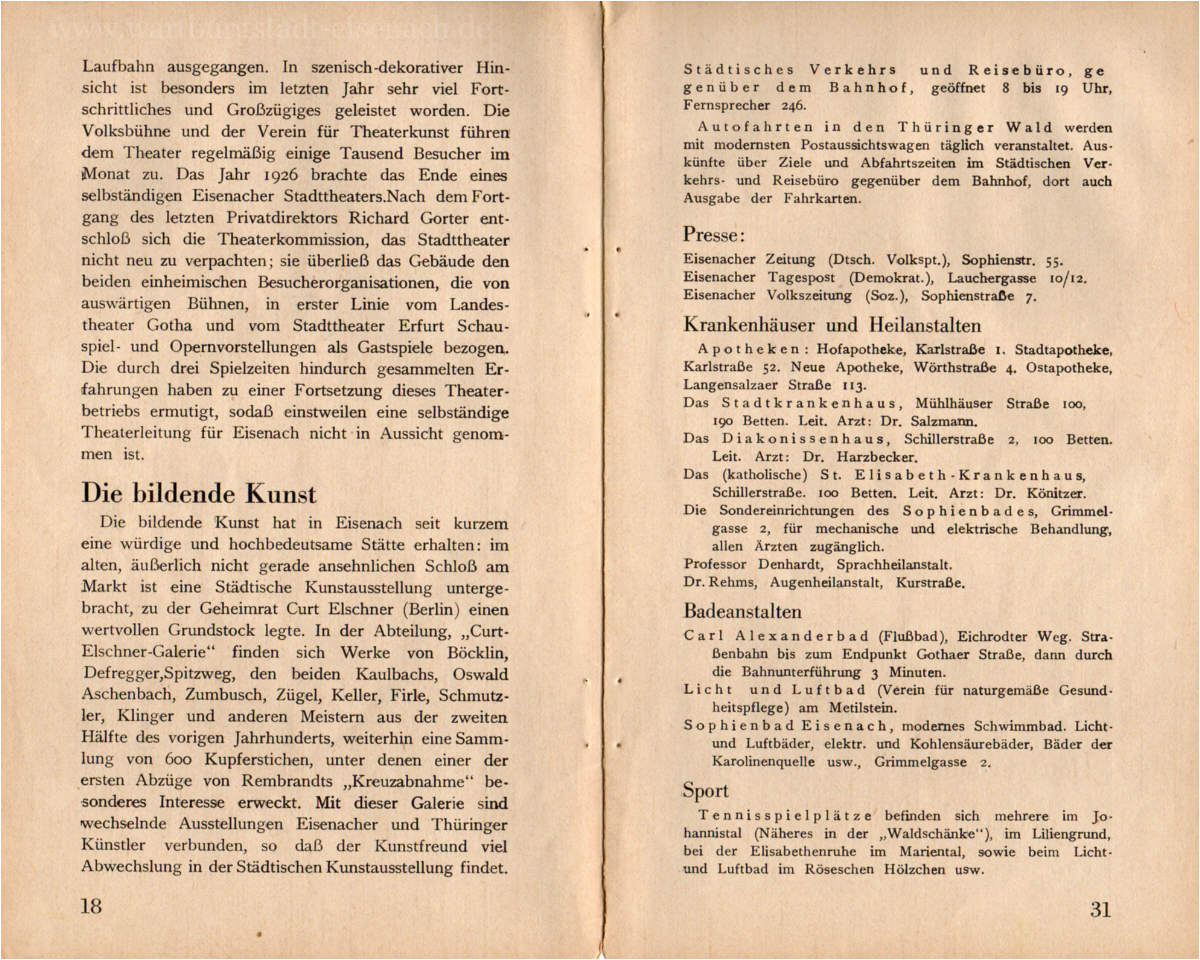 www.wartburgstadt-eisenach.de
Laufbahn ausgegangen. In szenisch-dekorativer Hin-
sicht ist besonders im letzten Jahr sehr viel Fort-
schrittliches und Großzügiges geleistet worden. Die
Volksbühne und der Verein für Theaterkunst führen
dem Theater regelmäßig einige Tausend Besucher im
Monat zu. Das Jahr 1926 brachte das Ende eines
selbständigen Eisenacher Stadttheaters.Nach dem Fort-
gang des letzten Privatdirektors Richard Gorter ent-
schloß sich die Theaterkommission, das Stadttheater
nicht neu zu verpachten; sie überließ das Gebäude den
beiden einheimischen Besucherorganisationen, die von
auswärtigen Bühnen, in erster Linie vom Landes-
theater Gotha und vom Stadttheater Erfurt Schau-
spiel- und Opernvorstellungen als Gastspiele bezogen.
Die durch drei Spielzeiten hindurch gesammelten Er-
fahrungen haben zu einer Fortsetzung dieses Theater-
betriebs ermutigt, sodaß einstweilen eine selbständige
Theaterleitung für Eisenach nicht in Aussicht genom-
men ist.
Die bildende Kunst
Die bildende Kunst hat in Eisenach seit kurzem
eine würdige und hochbedeutsame Stätte erhalten: im
alten, äußerlich nicht gerade ansehnlichen Schloß am
Markt ist eine Städtische Kunstausstellung unterge-
bracht, zu der Geheimrat Curt Elschner (Berlin) einen
wertvollen Grundstock legte. In der Abteilung, „Curt-
Elschner-Galerie“ finden sich Werke von Böcklin,
Defregger,Spitzweg, den beiden Kaulbachs, Oswald
Aschenbach, Zumbusch, Zügel, Keller, Firle, Schmutz-
ler, Klinger und anderen Meistern aus der zweiten
Hälfte des vorigen Jahrhunderts, weiterhin eine Samm-
lung von 600 Kupferstichen, unter denen einer der
ersten Abzüge von Rembrandts „Kreuzabnahme“ be-
sonderes Interesse erweckt. Mit dieser Galerie sind
wechselnde Ausstellungen Eisenacher und Thüringer
Künstler verbunden, so daß der Kunstfreund viel
Abwechslung in der Städtischen Kunstausstellung findet.
18
Städtisches Verkehrs und Reisebüro, ge
genüber dem Bahnhof, geöffnet 8 bis 19 Uhr,
Fernsprecher 246.
Autofahrten in den Thüringer Wald werden
mit modernsten Postaussichtswagen täglich veranstaltet. Aus-
künfte über Ziele und Abfahrtszeiten im Städtischen Ver-
kehrs- und Reisebüro gegenüber dem Bahnhof, dort auch
Ausgabe der Fahrkarten.
Presse:
Eisenacher Zeitung (Dtsch. Volkspt.), Sophienstr. 55.
Eisenacher Tagespost (Demokrat.), Lauchergasse 10/12.
Eisenacher Volkszeitung (Soz.), Sophienstraße 7.
Krankenhäuser und Heilanstalten
Apotheken: Hofapotheke, Karlstraße 1. Stadtapotheke,
Karlstraße 52. Neue Apotheke, Wörthstraße 4. Ostapotheke,
Langensalzaer Straße 113.
Das Stadtkrankenhaus, Mühlhäuser Straße 100,
190 Betten. Leit. Arzt: Dr. Salzmann.
Das Diakonissenhaus, Schillerstraße 2, 100 Betten.
Leit. Arzt: Dr. Harzbecker.
Das (katholische) St. Elisabeth-Krankenhaus,
Schillerstraße. 100 Betten. Leit. Arzt: Dr. Könitzer.
Die Sondereinrichtungen des Sophienbades, Grimmel-
gasse 2, für mechanische und elektrische Behandlung,
allen Ärzten zugänglich.
Professor Denhardt, Sprachheilanstalt.
Dr. Rehms, Augenheilanstalt, Kurstraße.
Badeanstalten
Carl Alexanderbad (Flußbad), Eichrodter Weg. Stra-
ßenbahn bis zum Endpunkt Gothaer Straße, dann durch
die Bahnunterführung 3 Minuten.
Licht und Luftbad (Verein für naturgemäße Gesund-
heitspflege) am Metilstein.
Sophienbad Eisenach, modernes Schwimmbad. Licht-
und Luftbäder, elektr. und Kohlensäurebäder, Bäder der
Karolinenquelle usw., Grimmelgasse 2.
Sport
Tennisspielplätze befinden sich mehrere im Jo-
hannistal (Näheres in der „Waldschänke“), im Liliengrund,
bei der Elisabethenruhe im Mariental, sowie beim Licht-
und Luftbad im Röseschen Hölzchen usw.
31